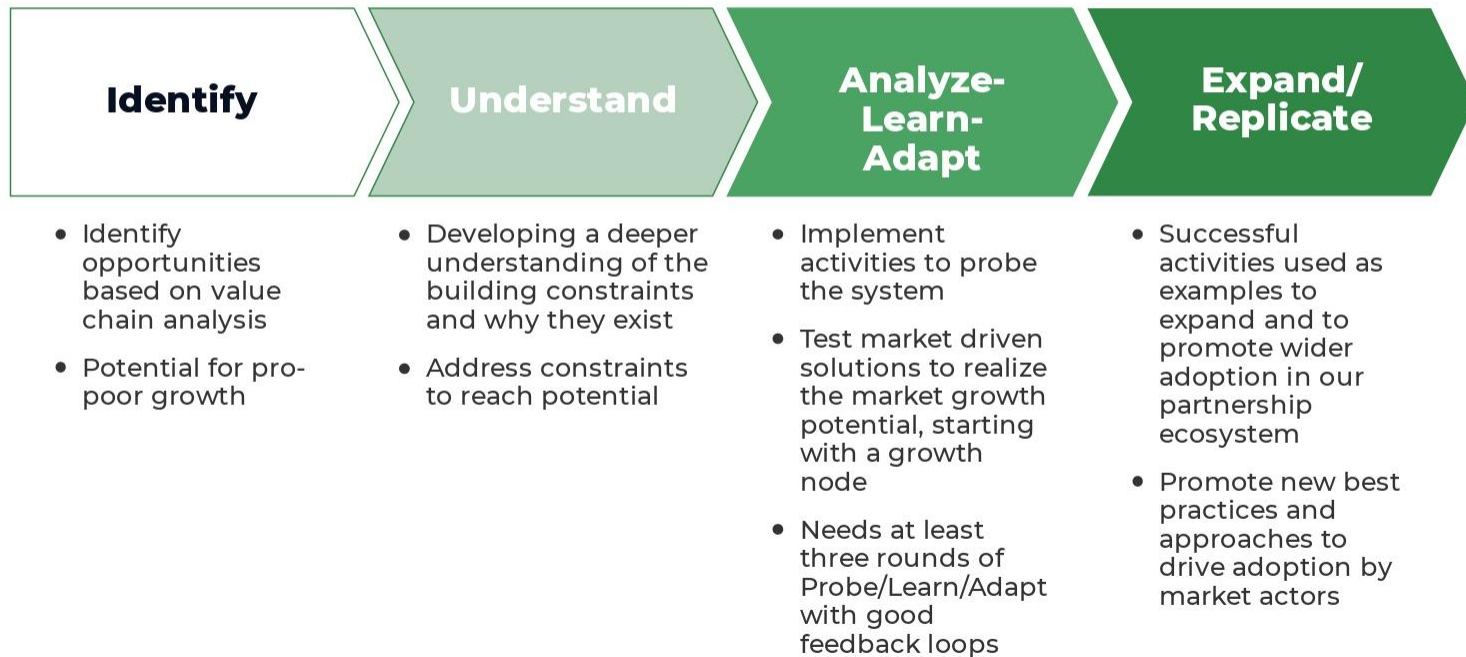 Identify
Understand
Analyze-
Learn-
Adapt
Expand/
Replicate
• Identify
opportunities
based on value
chain analysis
• Potential for pro-
poor growth
• Developing a deeper
understanding of the
building constraints
and why they exist
• Address constraints
to reach potential
• Implement
activities to probe
the system
• Test market driven
solutions to realize
the market growth
potential, starting
with a growth
node
• Needs at least
three rounds of
Probe/Learn/Adapt
with good
feedback loops
• Successful
activities used as
examples to
expand and to
promote wider
adoption in our
partnership
ecosystem
• Promote new best
practices and
approaches to
drive adoption by
market actors